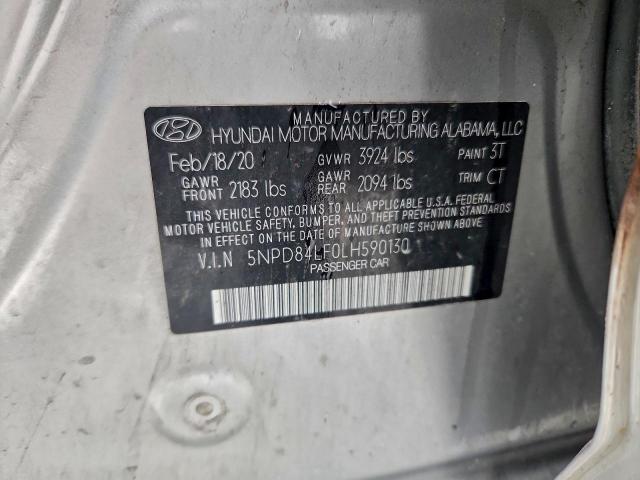 MANUFACTURED BY
HYUNDAI MOTOR MANUFACTURING ALABAMA, LLC
Feb/18/20 GVWR 3924 lbs PAINT 3T
GAWR FRONT 2183 lbs GAWR REAR 2094 lbs TRIM CT
THIS VEHICLE CONFORMS TO ALL APPLICABLE U.S.A. FEDERAL
MOTOR VEHICLE SAFETY, BUMPER, AND THEFT PREVENTION STANDARDS
IN EFFECT ON THE DATE OF MANUFACTURE SHOWN ABOVE.
V.I.N 5NPD84LF0LH590130
PASSENGER CAR